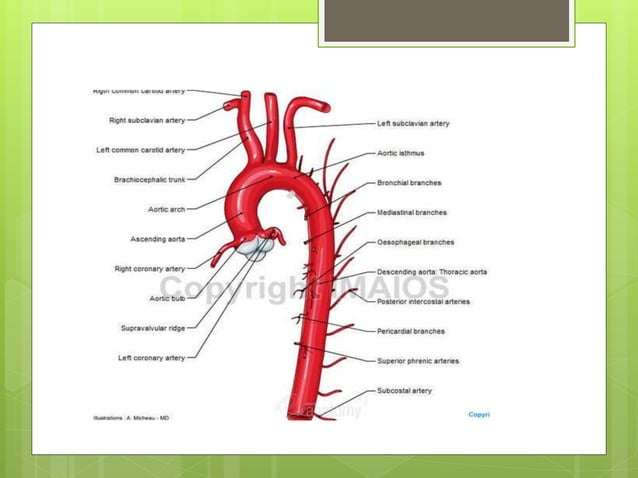 Right common carotid artery
Right subclavian artery
Left common carotid artery
Brachiocephalic trunk
Aortic arch
Ascending aorta
Right coronary artery
Aortic bulb
Supravalvular ridge
Left coronary artery
Left subclavian artery
Aortic isthmus
Bronchial branches
Mediastinal branches
Oesophageal branches
Descending aorta: Thoracic aorta
Posterior intercostal arteries
Pericardial branches
Superior phrenic arteries
Subcostal artery
Copyright IMAIOS
Illustrations : A. Micheau - MD
Copyri